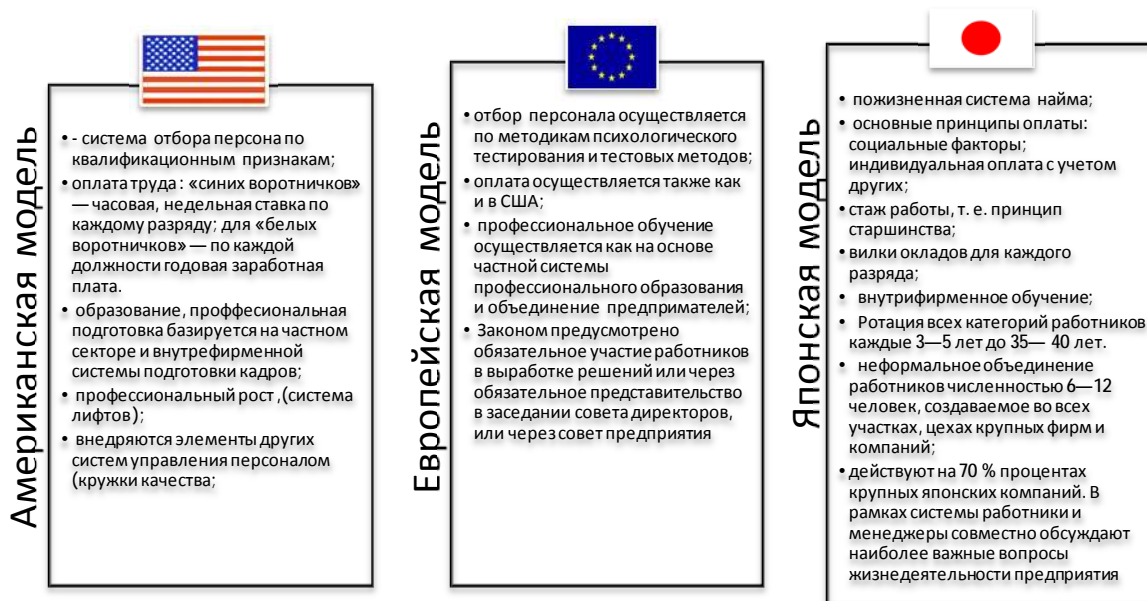 Американская модель
• - система отбора персона по
квалификационным признакам;
• оплата труда : «синих воротничков»
— часовая, недельная ставка по
каждому разряду; для «белых
воротничков» — по каждой
должности годовая заработная
плата.
• образование, проффесиональная
подготовка базируется на частном
секторе и внутрефирменной
системы подготовки кадров;
• профессиональный рост ,(система
лифтов);
• внедряются элементы других
систем управления персоналом
(кружки качества;
Европейская модель
• отбор персонала осуществляется
по методикам психологического
тестирования и тестовых методов;
• оплата осуществляется также как
и в США;
• профессиональное обучение
осуществляется как на основе
частной системы
профессионального образования
и объединение предпримателей;
• Законом предусмотрено
обязательное участие работников
в выработке решений или через
обязательное представительство
в заседании совета директоров,
или через совет предприятия
Японская модель
• пожизненная система найма;
• основные принципы оплаты:
социальные факторы;
индивидуальная оплата с учетом
других;
• стаж работы, т. е. принцип
старшинства;
• вилки окладов для каждого
разряда;
• внутрифирменное обучение;
• Ротация всех категорий работников
каждые 3—5 лет до 35— 40 лет.
• неформальное объединение
работников численностью 6—12
человек, создаваемое во всех
участках, цехах крупных фирм и
компаний;
• действуют на 70 % процентах
крупных японских компаний. В
рамках системы работники и
менеджеры совместно обсуждают
наиболее важные вопросы
жизнедеятельности предприятия